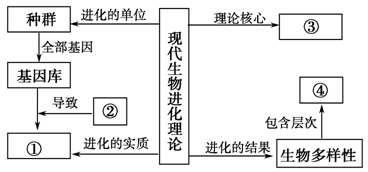 种群
进化的单位
理论核心
③
全部基因
现代生物进化理论
基因库
④
导致
②
包含层次
①
进化的实质
进化的结果
生物多样性